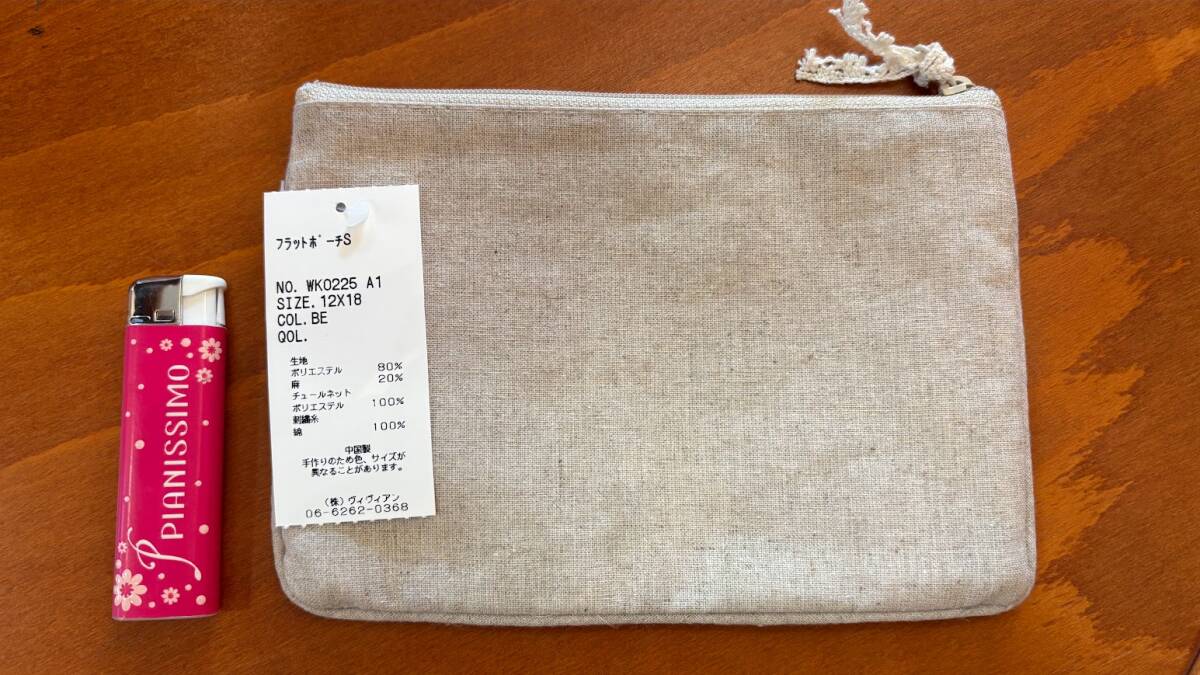 フラットポーチS
NO. WK0225 A1
SIZE.12X18
COL.BE
QOL.
生地
ポリエステル 80%
麻 20%
チュールネット
ポリエステル 100%
刺繍糸
綿 100%
中国製
手作りのため色、サイズが
異なることがあります。
（株）ヴィヴィアン
06-6262-0368
PIANISSIMO
P